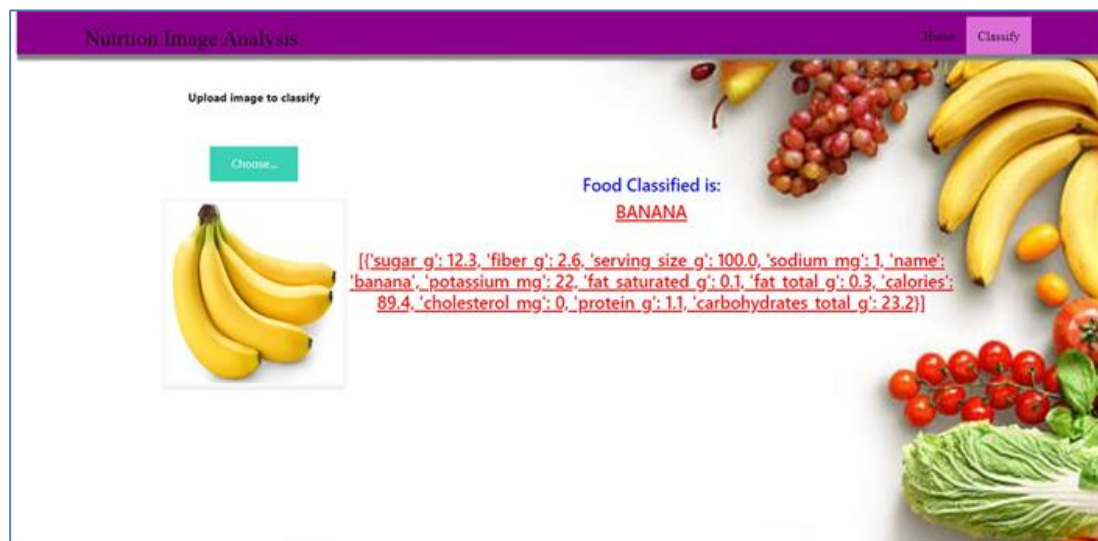 Nutrtion Image Analysis
Home
Classify
Upload image to classify
Choose...
Food Classified is:
BANANA
[{'sugar_g': 12.3, 'fiber_g': 2.6, 'serving_size_g': 100.0, 'sodium_mg': 1, 'name':
'banana', 'potassium_mg': 22, 'fat_saturated_g': 0.1, 'fat_total_g': 0.3, 'calories':
89.4, 'cholesterol_mg': 0, 'protein_g': 1.1, 'carbohydrates_total_g': 23.2}]